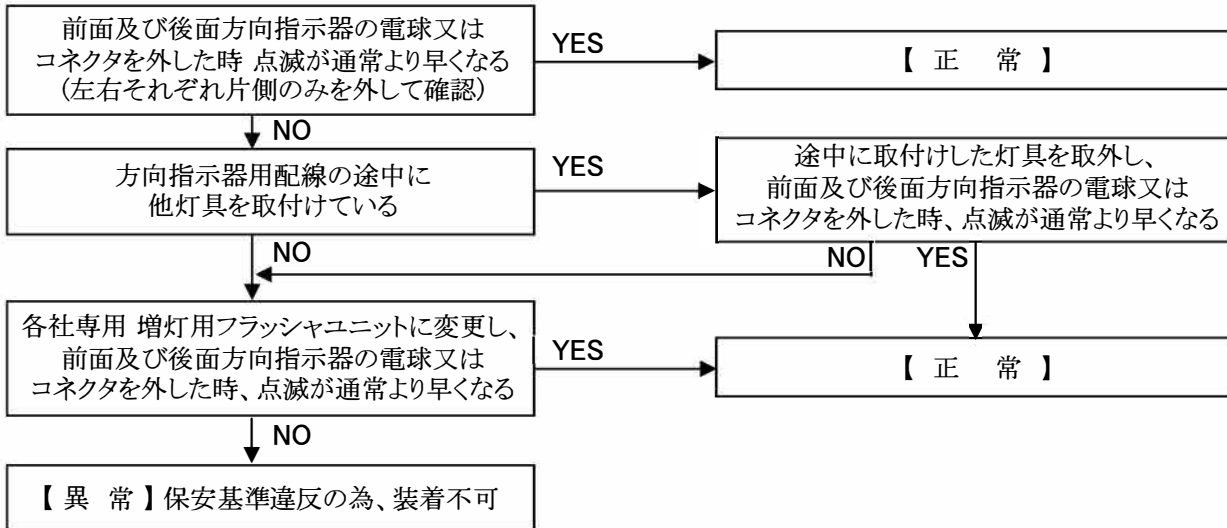 前面及び後面方向指示器の電球又は
コネクタを外した時 点滅が通常より早くなる
(左右それぞれ片側のみを外して確認)
YES
【 正 常 】
NO
方向指示器用配線の途中に
他灯具を取付けている
YES
途中に取付けした灯具を取外し、
前面及び後面方向指示器の電球又は
コネクタを外した時、点滅が通常より早くなる
NO
NO
YES
各社専用 増灯用フラッシャユニットに変更し、
前面及び後面方向指示器の電球又は
コネクタを外した時、点滅が通常より早くなる
YES
【 正 常 】
NO
【 異 常 】保安基準違反の為、装着不可